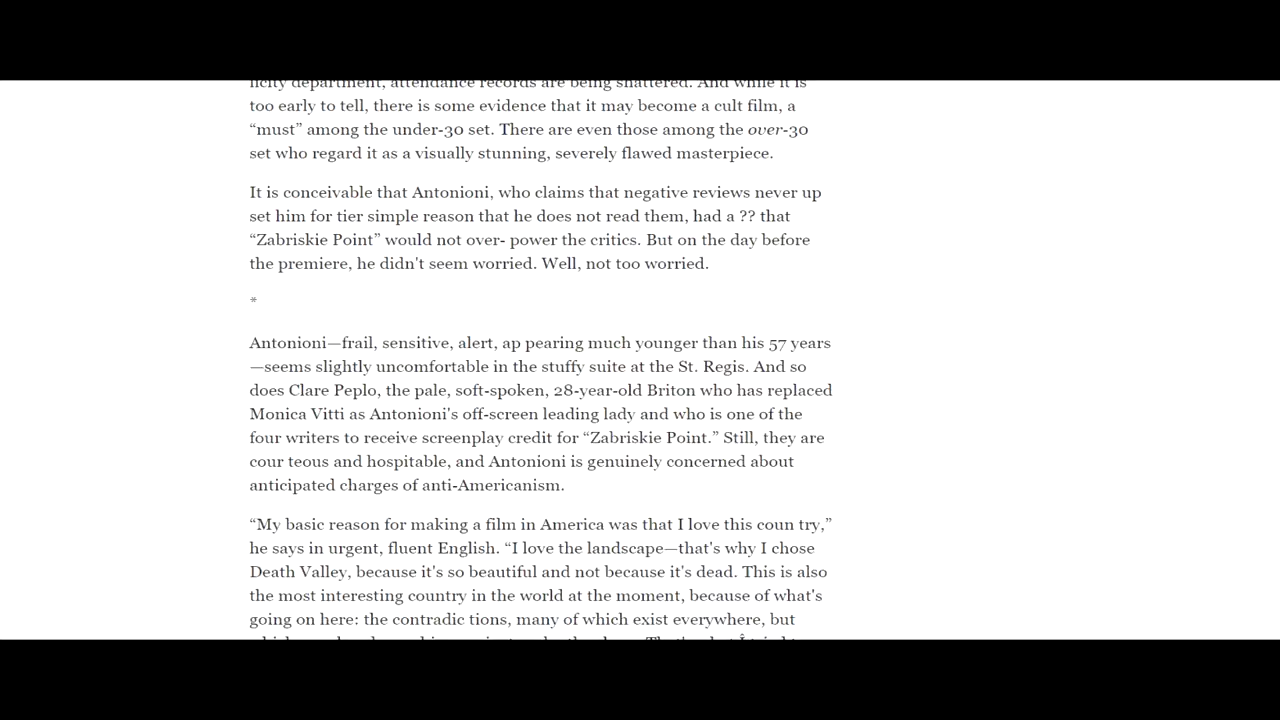 licity department, attendance records are being shattered. And while it is
too early to tell, there is some evidence that it may become a cult film, a
“must” among the under-30 set. There are even those among the over-30
set who regard it as a visually stunning, severely flawed masterpiece.
It is conceivable that Antonioni, who claims that negative reviews never up
set him for tier simple reason that he does not read them, had a ?? that
“Zabriskie Point” would not over- power the critics. But on the day before
the premiere, he didn't seem worried. Well, not too worried.
*
Antonioni—frail, sensitive, alert, ap pearing much younger than his 57 years
—seems slightly uncomfortable in the stuffy suite at the St. Regis. And so
does Clare Peplo, the pale, soft-spoken, 28-year-old Briton who has replaced
Monica Vitti as Antonioni's off-screen leading lady and who is one of the
four writers to receive screenplay credit for “Zabriskie Point.” Still, they are
cour teous and hospitable, and Antonioni is genuinely concerned about
anticipated charges of anti-Americanism.
“My basic reason for making a film in America was that I love this coun try,”
he says in urgent, fluent English. “I love the landscape—that's why I chose
Death Valley, because it's so beautiful and not because it's dead. This is also
the most interesting country in the world at the moment, because of what's
going on here: the contradic tions, many of which exist everywhere, but